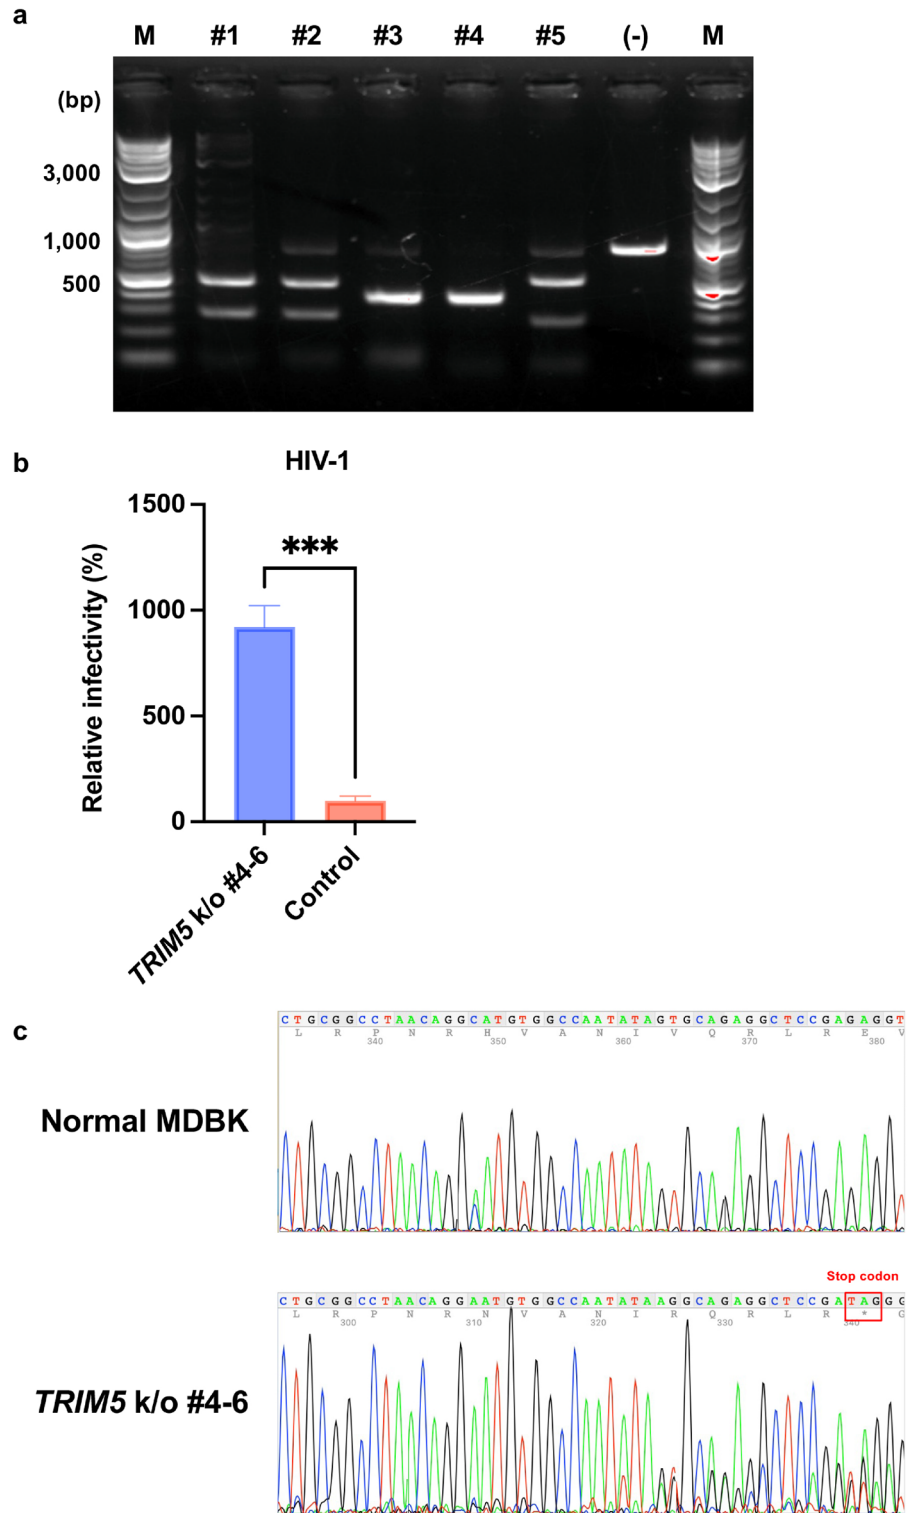 a
M #1 #2 #3 #4 #5 (-) M
(bp)
3,000
1,000
500
b
HIV-1
1500
1000
500
0
Relative infectivity (%)
***
TRIM5 k/o #4-6
Control
c
Normal MDBK
CTGCGGCCTAACAGGCATGTGGCCAATATAGTGCAGAGGCTCCGAGAGGT
L R P N R H V A N I V Q R L R E V
340 350 360 370 380
Stop codon
CTGCGGCCTAACAGGAATGTGGCCAATATAAGGCAGAGGCTCCGATAGGG
L R P N R N V A N I R Q R L R * G
300 310 320 330 340
TRIM5 k/o #4-6